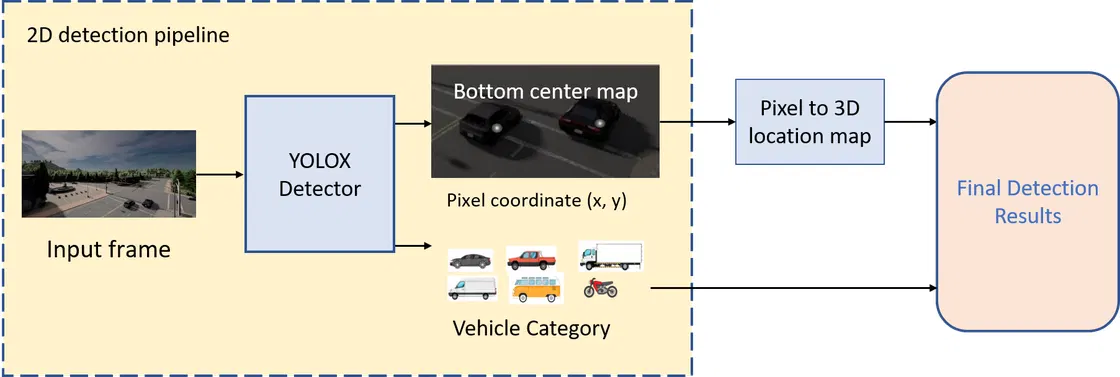 2D detection pipeline
Input frame
YOLOX
Detector
Bottom center map
Pixel coordinate (x, y)
Vehicle Category
Pixel to 3D
location map
Final Detection
Results